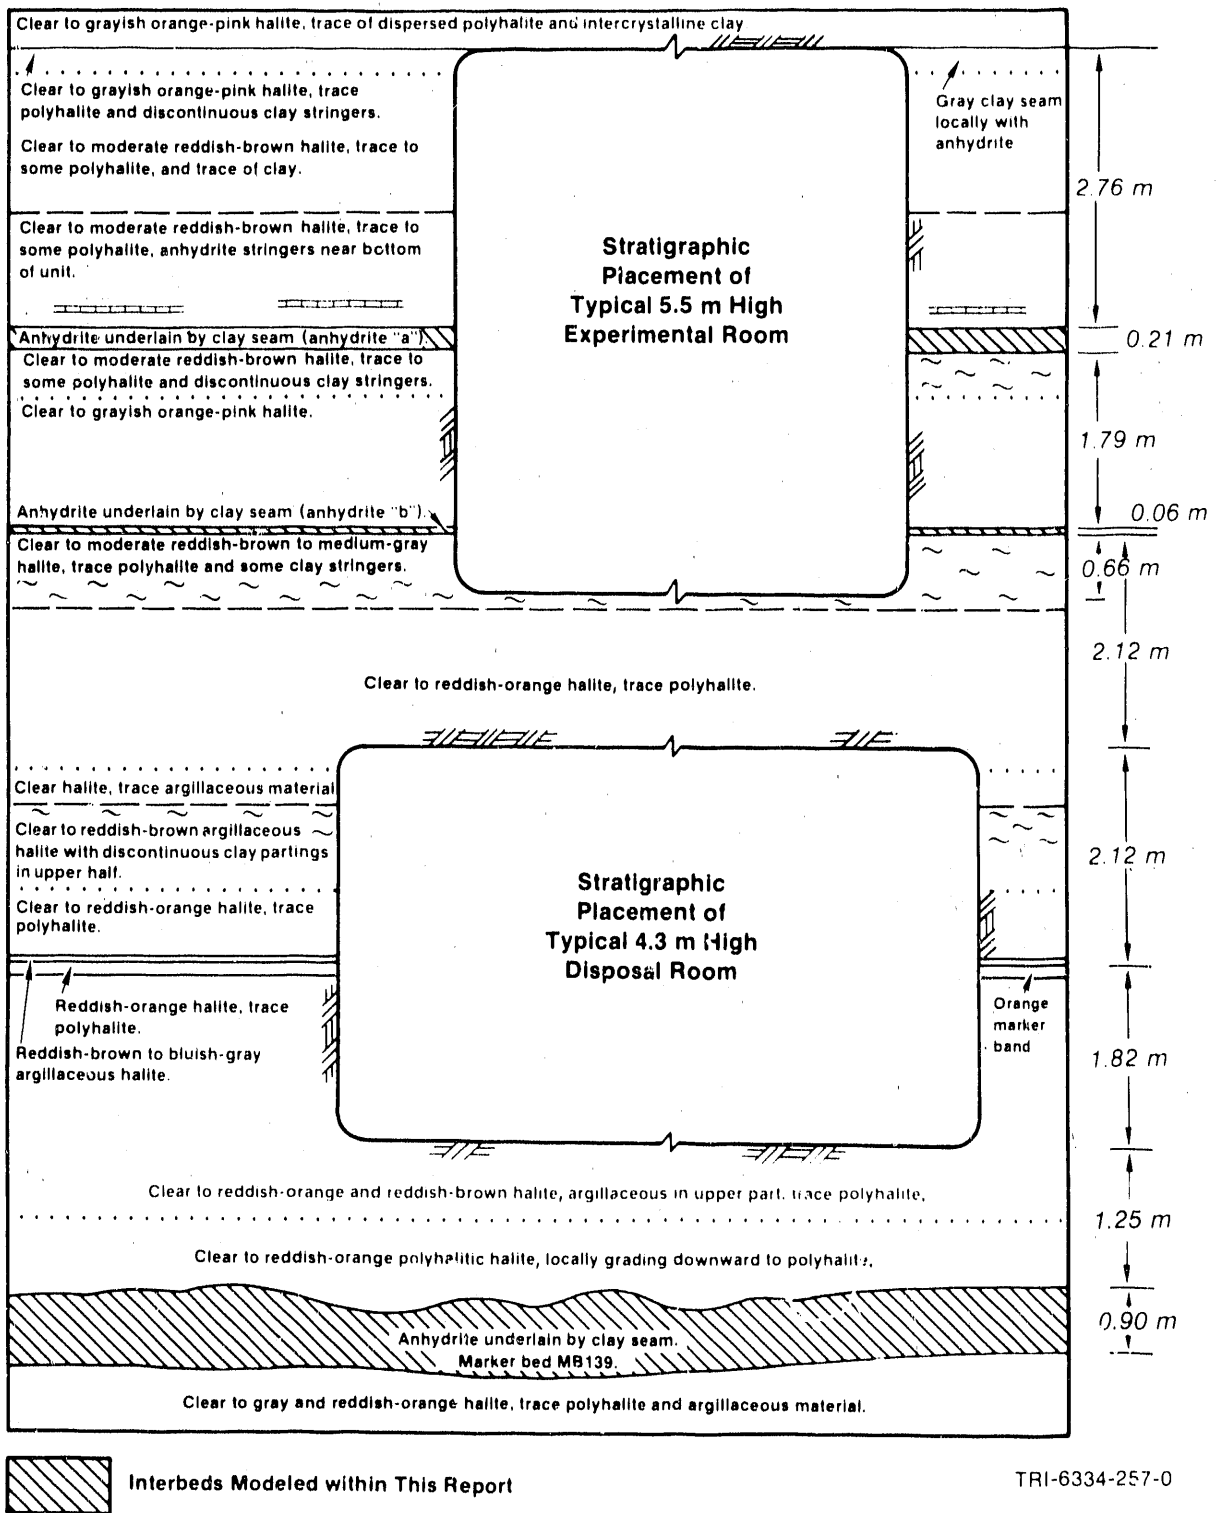 Clear to grayish orange-pink halite, trace of dispersed polyhalite and intercrystalline clay
Clear to grayish orange-pink halite, trace
polyhalite and discontinuous clay stringers.
Clear to moderate reddish-brown halite, trace to
some polyhalite, and trace of clay.
Gray clay seam
locally with
anhydrite
2.76 m
Clear to moderate reddish-brown halite, trace to
some polyhalite, anhydrite stringers near bottom
of unit.
Stratigraphic
Placement of
Typical 5.5 m High
Experimental Room
Anhydrite underlain by clay seam (anhydrite "a")
0.21 m
Clear to moderate reddish-brown halite, trace to
some polyhalite and discontinuous clay stringers.
Clear to grayish orange-pink halite.
1.79 m
Anhydrite underlain by clay seam (anhydrite "b").
0.06 m
Clear to moderate reddish-brown to medium-gray
halite, trace polyhalite and some clay stringers.
0.66 m
2.12 m
Clear to reddish-orange halite, trace polyhalite.
Clear halite, trace argillaceous material
Clear to reddish-brown argillaceous
halite with discontinuous clay partings
in upper half.
2.12 m
Clear to reddish-orange halite, trace
polyhalite.
Stratigraphic
Placement of
Typical 4.3 m High
Disposal Room
Reddish-orange halite, trace
polyhalite.
Reddish-brown to bluish-gray
argillaceous halite.
Orange
marker
band
1.82 m
Clear to reddish-orange and reddish-brown halite, argillaceous in upper part. trace polyhalite.
1.25 m
Clear to reddish-orange polyhalitic halite, locally grading downward to polyhalite.
Anhydrite underlain by clay seam.
Marker bed MB139.
0.90 m
Clear to gray and reddish-orange halite, trace polyhalite and argillaceous material.
Interbeds Modeled within This Report
TRI-6334-257-0